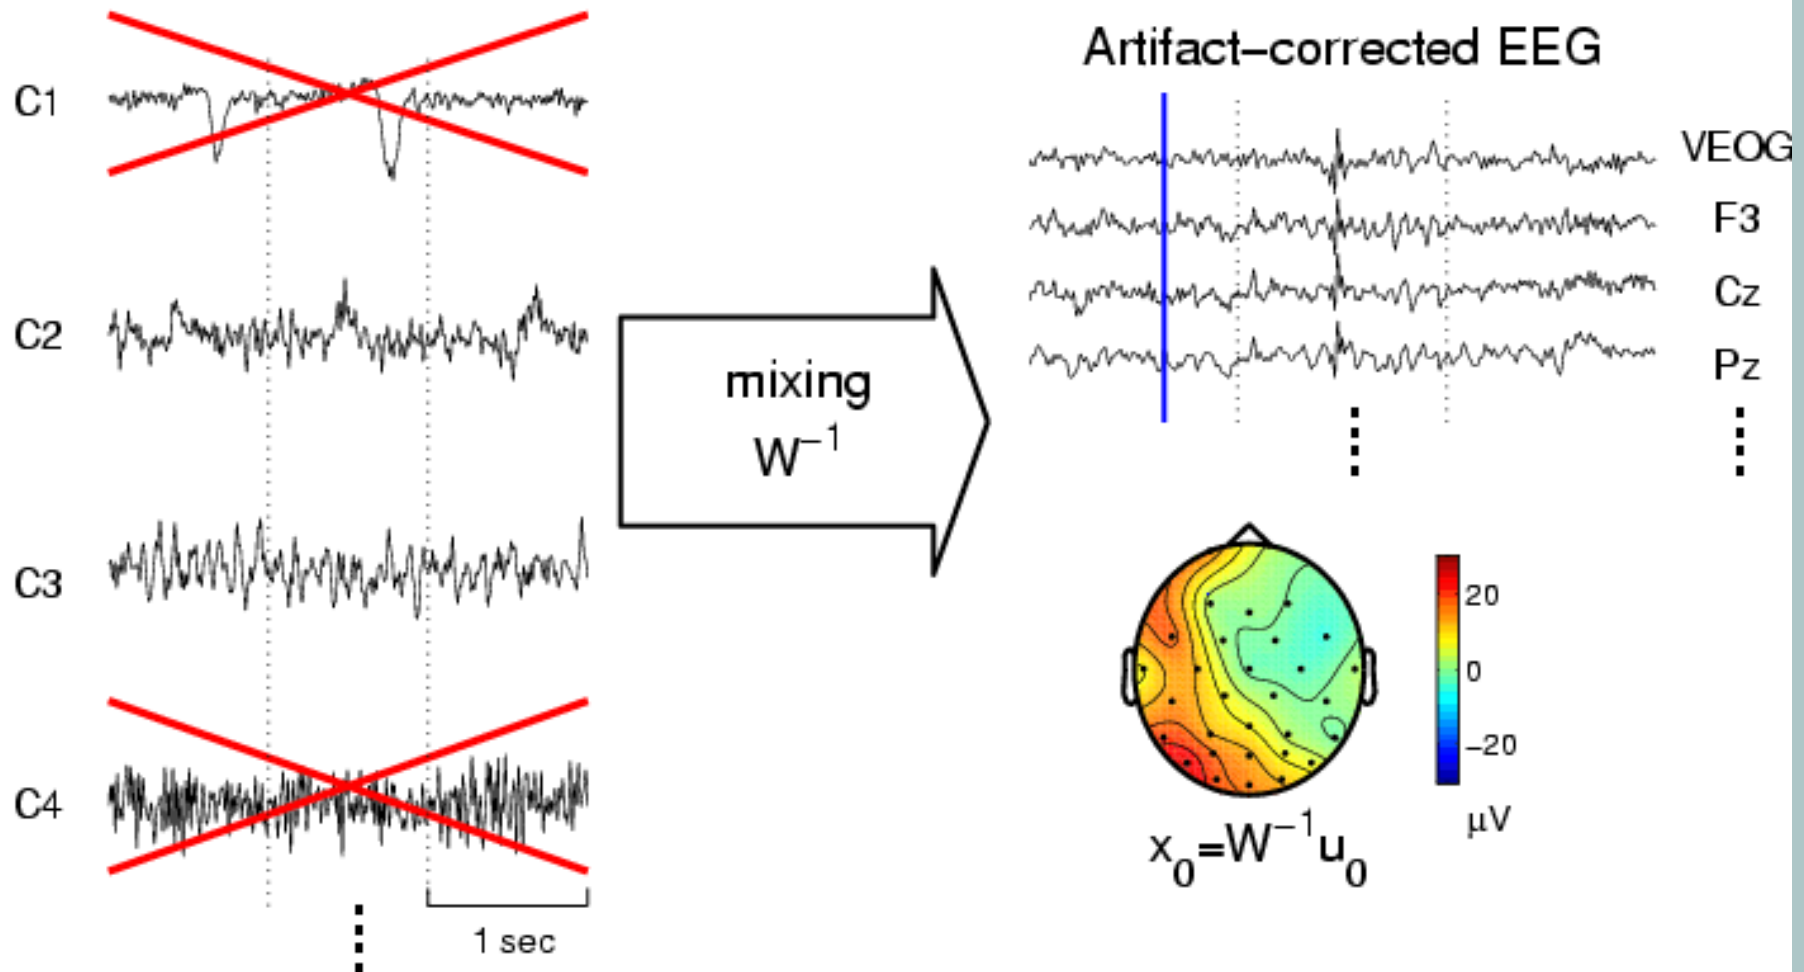 C1
C2
C3
C4
1 sec
mixing
W⁻¹
Artifact–corrected EEG
VEOG
F3
Cz
Pz
20
0
−20
µV
x₀=W⁻¹u₀